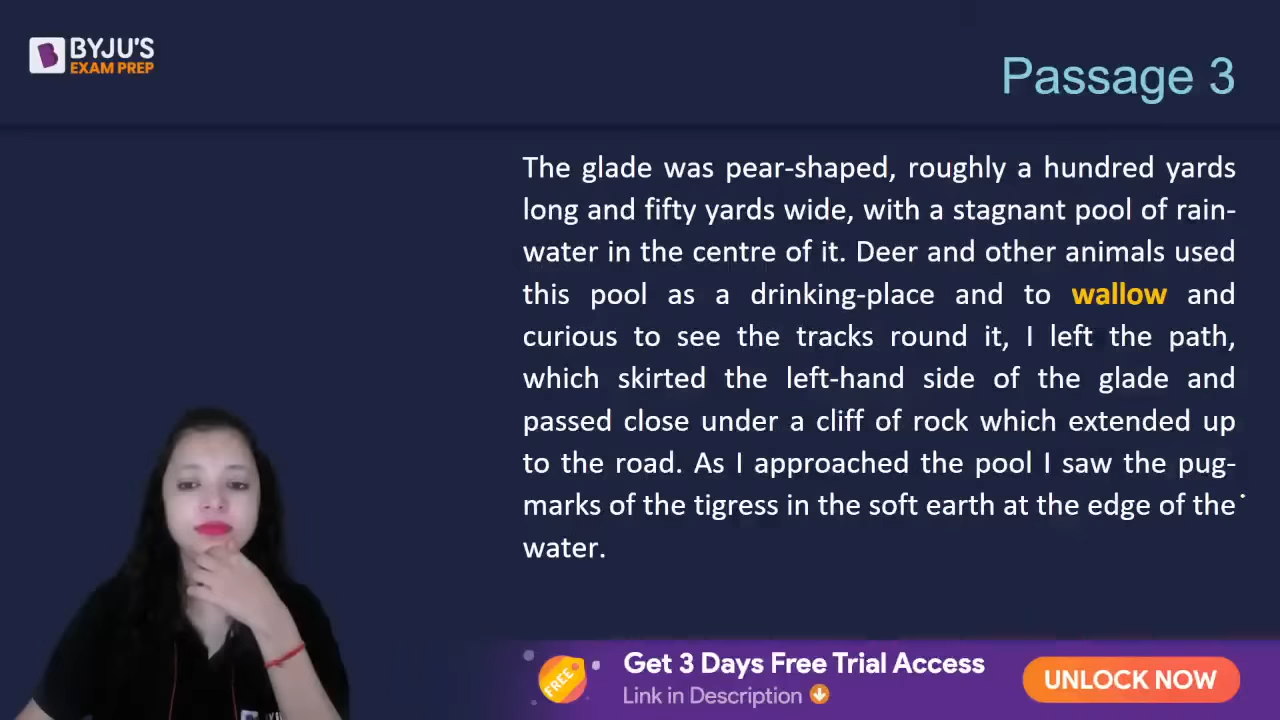 BYJU'S
EXAM PREP
Passage 3
The glade was pear-shaped, roughly a hundred yards
long and fifty yards wide, with a stagnant pool of rain-
water in the centre of it. Deer and other animals used
this pool as a drinking-place and to wallow and
curious to see the tracks round it, I left the path,
which skirted the left-hand side of the glade and
passed close under a cliff of rock which extended up
to the road. As I approached the pool I saw the pug-
marks of the tigress in the soft earth at the edge of the
water.
FREE
Get 3 Days Free Trial Access
Link in Description
UNLOCK NOW